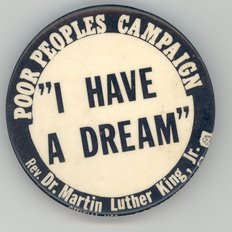 POOR PEOPLES CAMPAIGN
"I HAVE
A DREAM"
Rev. Dr. Martin Luther King, Jr.